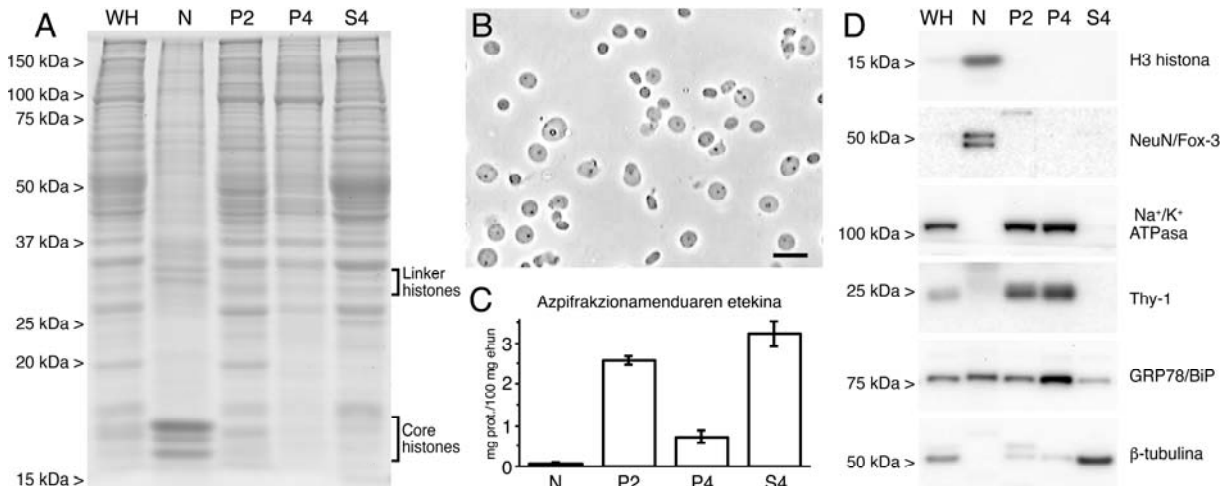 A
WH N P2 P4 S4
150 kDa >
100 kDa >
75 kDa >
50 kDa >
37 kDa >
25 kDa >
20 kDa >
15 kDa >
Linker
histones
Core
histones
B
C
Azpifrakzionamenduaren etekina
mg prot./100 mg ehun
3
2
1
0
N P2 P4 S4
D
WH N P2 P4 S4
15 kDa >
H3 histona
50 kDa >
NeuN/Fox-3
100 kDa >
Na⁺/K⁺
ATPasa
25 kDa >
Thy-1
75 kDa >
GRP78/BiP
50 kDa >
β-tubulina